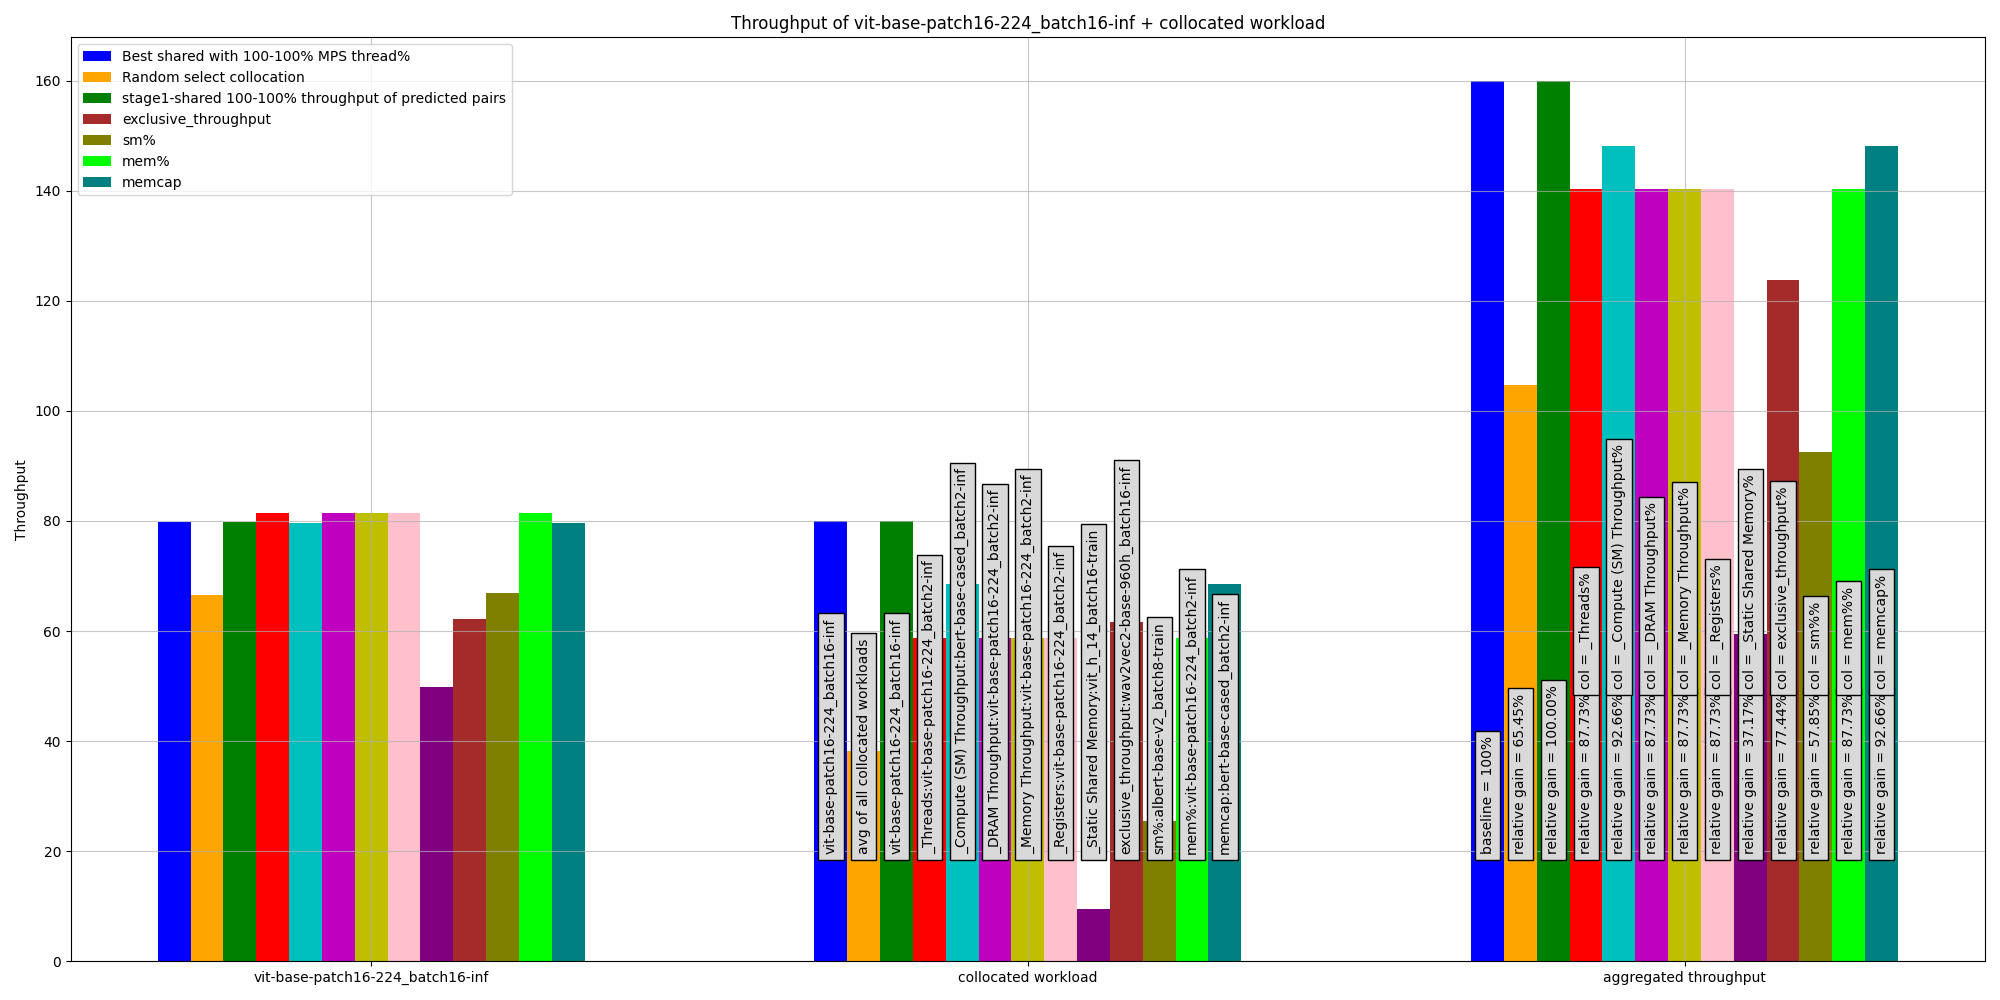 Throughput of vit-base-patch16-224_batch16-inf + collocated workload
Best shared with 100-100% MPS thread%
Random select collocation
stage1-shared 100-100% throughput of predicted pairs
exclusive_throughput
sm%
mem%
memcap
Throughput
160
140
120
100
80
60
40
20
0
vit-base-patch16-224_batch16-inf
avg of all collocated workloads
vit-base-patch16-224_batch16-inf
_Threads:vit-base-patch16-224_batch2-inf
_Compute (SM) Throughput:bert-base-cased_batch2-inf
_DRAM Throughput:vit-base-patch16-224_batch2-inf
_Memory Throughput:vit-base-patch16-224_batch2-inf
_Registers:vit-base-patch16-224_batch2-inf
_Static Shared Memory:vit_h_14_batch16-train
exclusive_throughput:wav2vec2-base-960h_batch16-inf
sm%:albert-base-v2_batch8-train
mem%:vit-base-patch16-224_batch2-inf
memcap:bert-base-cased_batch2-inf
baseline = 100%
relative gain = 65.45%
relative gain = 100.00%
relative gain = 87.73%
col = _Threads%
relative gain = 92.66%
col = _Compute (SM) Throughput%
relative gain = 87.73%
col = _DRAM Throughput%
relative gain = 87.73%
col = _Memory Throughput%
relative gain = 87.73%
col = _Registers%
relative gain = 37.17%
col = _Static Shared Memory%
relative gain = 77.44%
col = exclusive_throughput%
relative gain = 57.85%
col = sm%%
relative gain = 87.73%
col = mem%%
relative gain = 92.66%
col = memcap%
vit-base-patch16-224_batch16-inf
collocated workload
aggregated throughput